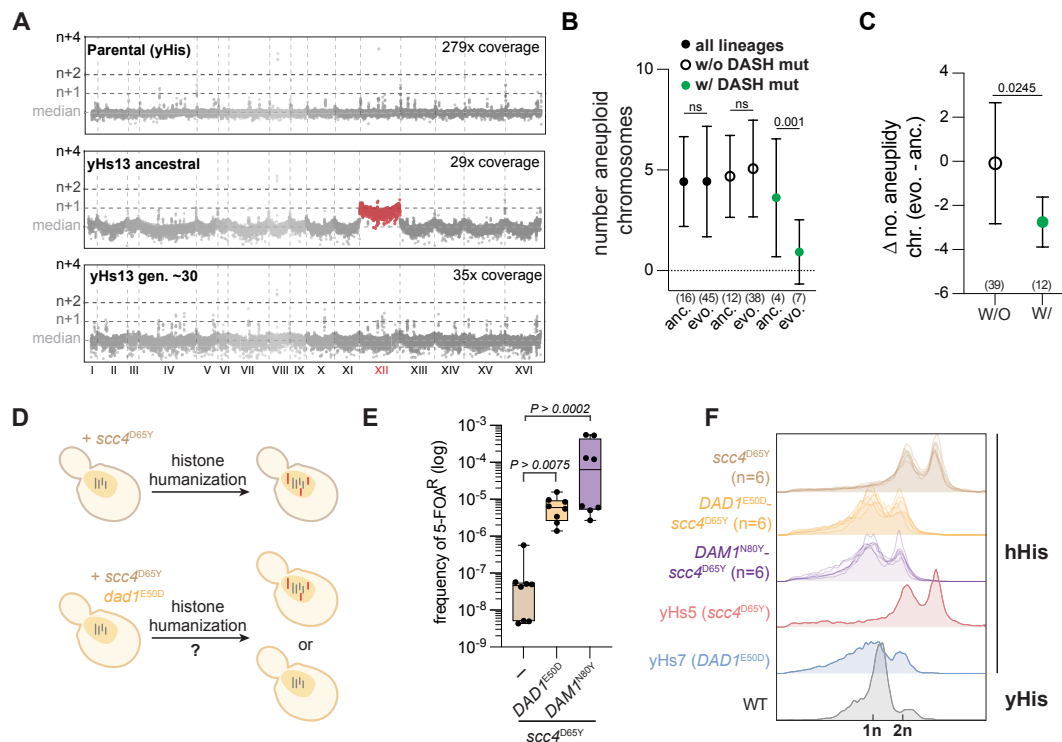 A
n+4
Parental (yHis)
279x coverage
n+2
n+1
median
n+4
yHs13 ancestral
29x coverage
n+2
n+1
median
n+4
yHs13 gen. ~30
35x coverage
n+2
n+1
median
I II III IV V VI VII VIII IX X XI XII XIII XIV XV XVI
B
all lineages
w/o DASH mut
w/ DASH mut
number aneuploid
chromosomes
10
5
0
ns
ns
0.001
(16) (45) (12) (38) (4) (7)
anc. evo. anc. evo. anc. evo.
C
Δ no. aneuplidy
chr. (evo. - anc.)
6
4
2
0
-2
-4
-6
0.0245
(39)
(12)
W/O
W/
D
+ scc4D65Y
histone
humanization
+ scc4D65Y
dad1E50D
histone
humanization
?
or
E
frequency of 5-FOAR (log)
10-3
10-4
10-5
10-6
10-7
10-8
10-9
P > 0.0002
P > 0.0075
–
DAD1E50D
DAM1N80Y
scc4D65Y
F
scc4D65Y
(n=6)
DAD1E50D-
scc4D65Y (n=6)
DAM1N80Y-
scc4D65Y (n=6)
yHs5 (scc4D65Y)
yHs7 (DAD1E50D)
WT
hHis
yHis
1n
2n